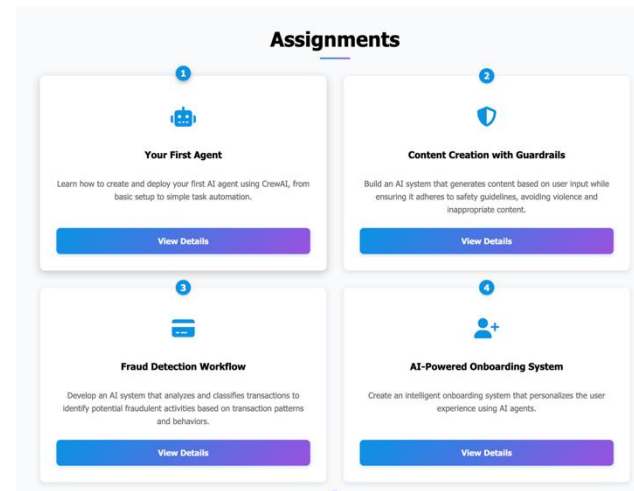 Assignments
1
Your First Agent
Learn how to create and deploy your first AI agent using CrewAI, from
basic setup to simple task automation.
View Details
2
Content Creation with Guardrails
Build an AI system that generates content based on user input while
ensuring it adheres to safety guidelines, avoiding violence and
inappropriate content.
View Details
3
Fraud Detection Workflow
Develop an AI system that analyzes and classifies transactions to
identify potential fraudulent activities based on transaction patterns
and behaviors.
View Details
4
AI-Powered Onboarding System
Create an intelligent onboarding system that personalizes the user
experience using AI agents.
View Details